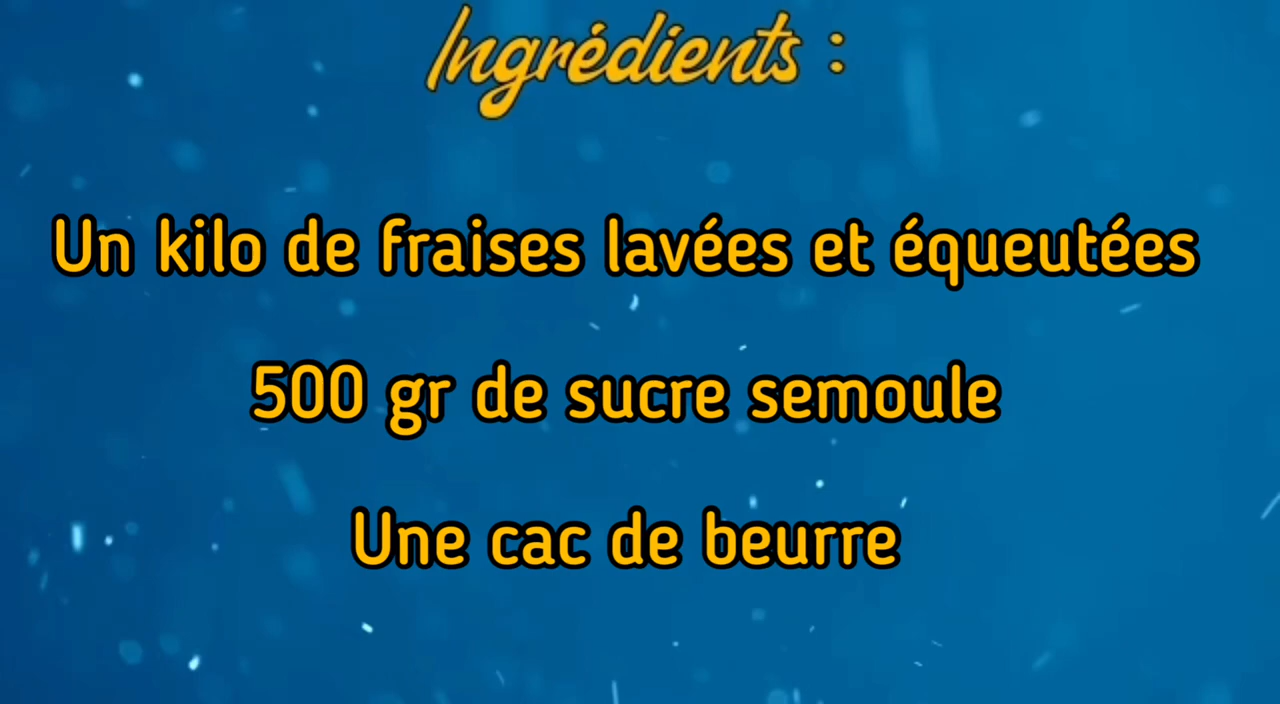 Ingrédients :
Un kilo de fraises lavées et équeutées
500 gr de sucre semoule
Une cac de beurre